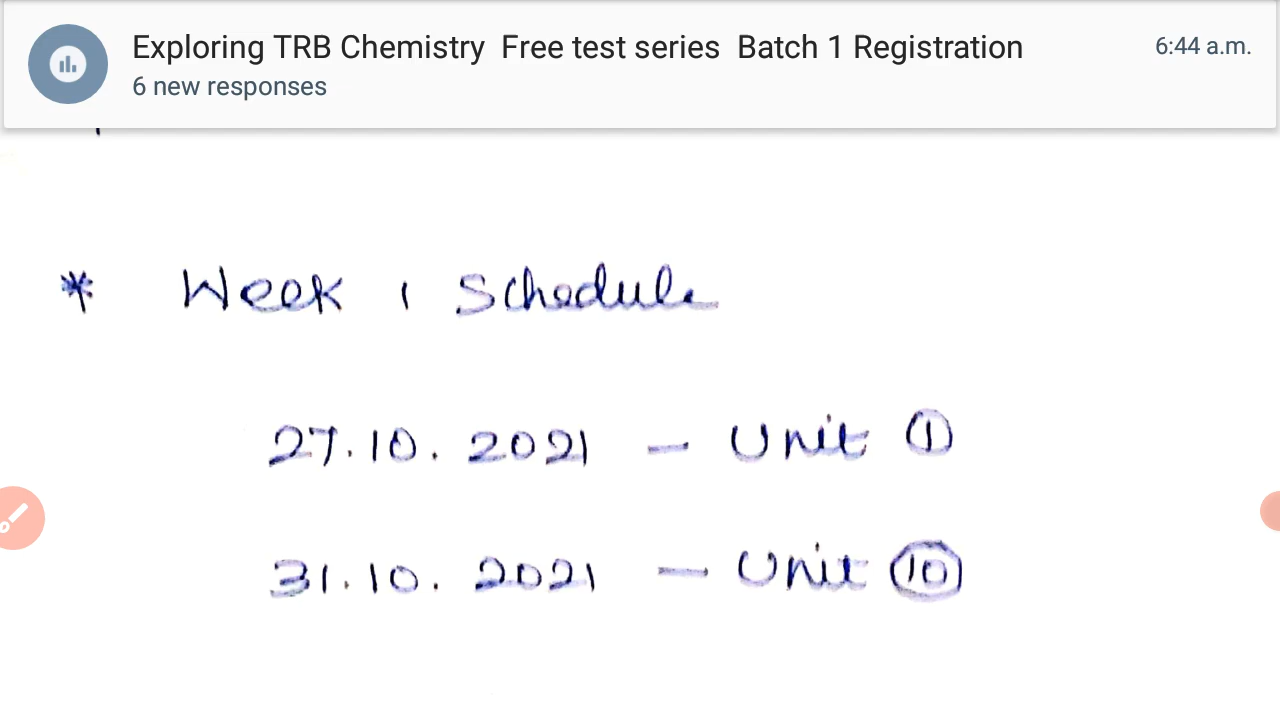 Exploring TRB Chemistry Free test series Batch 1 Registration 6:44 a.m.
6 new responses
* Week 1 Schedule
27.10.2021 - Unit ①
31.10.2021 - Unit ⑩